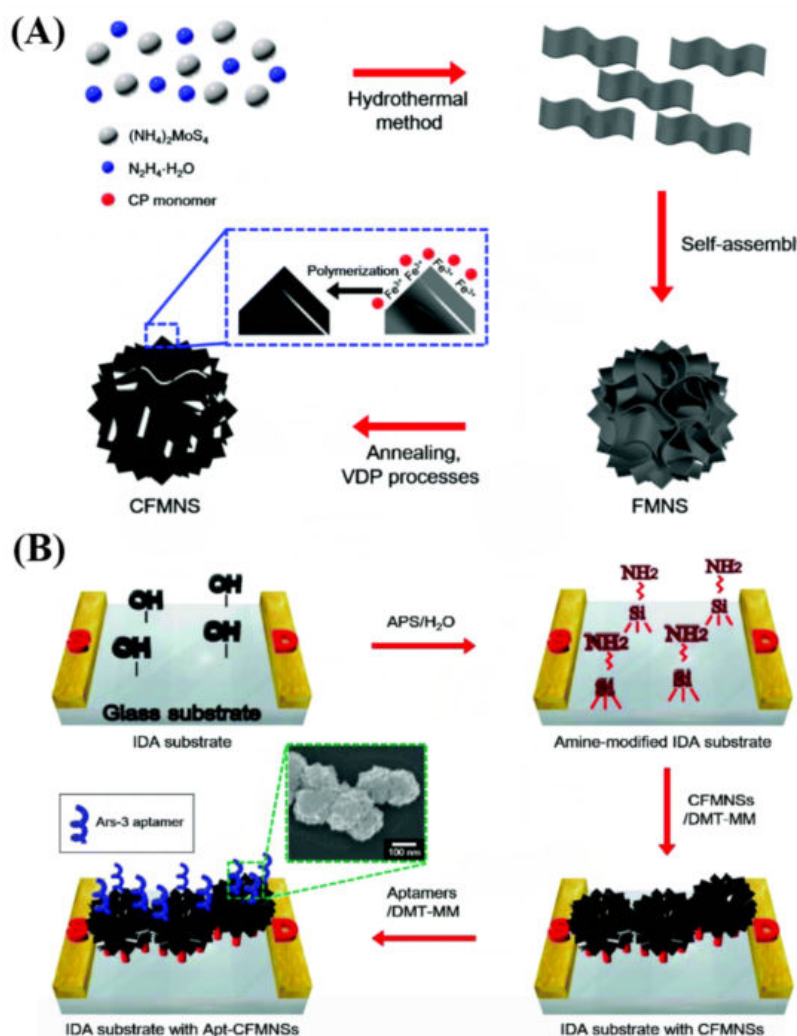 (A)
Hydrothermal
method
(NH₄)₂MoS₄
N₂H₄·H₂O
CP monomer
Self-assembl
Polymerization
Fe³⁺
Fe³⁺
Fe³⁺
Fe³⁺
Annealing,
VDP processes
CFMNS
FMNS
(B)
OH
OH
OH
OH
S
D
Glass substrate
IDA substrate
APS/H₂O
NH2
NH2
NH2
NH2
Si
Si
Si
Si
S
D
Amine-modified IDA substrate
CFMNSs
/DMT-MM
Ars-3 aptamer
100 nm
Aptamers
/DMT-MM
S
D
S
D
IDA substrate with Apt-CFMNSs
IDA substrate with CFMNSs